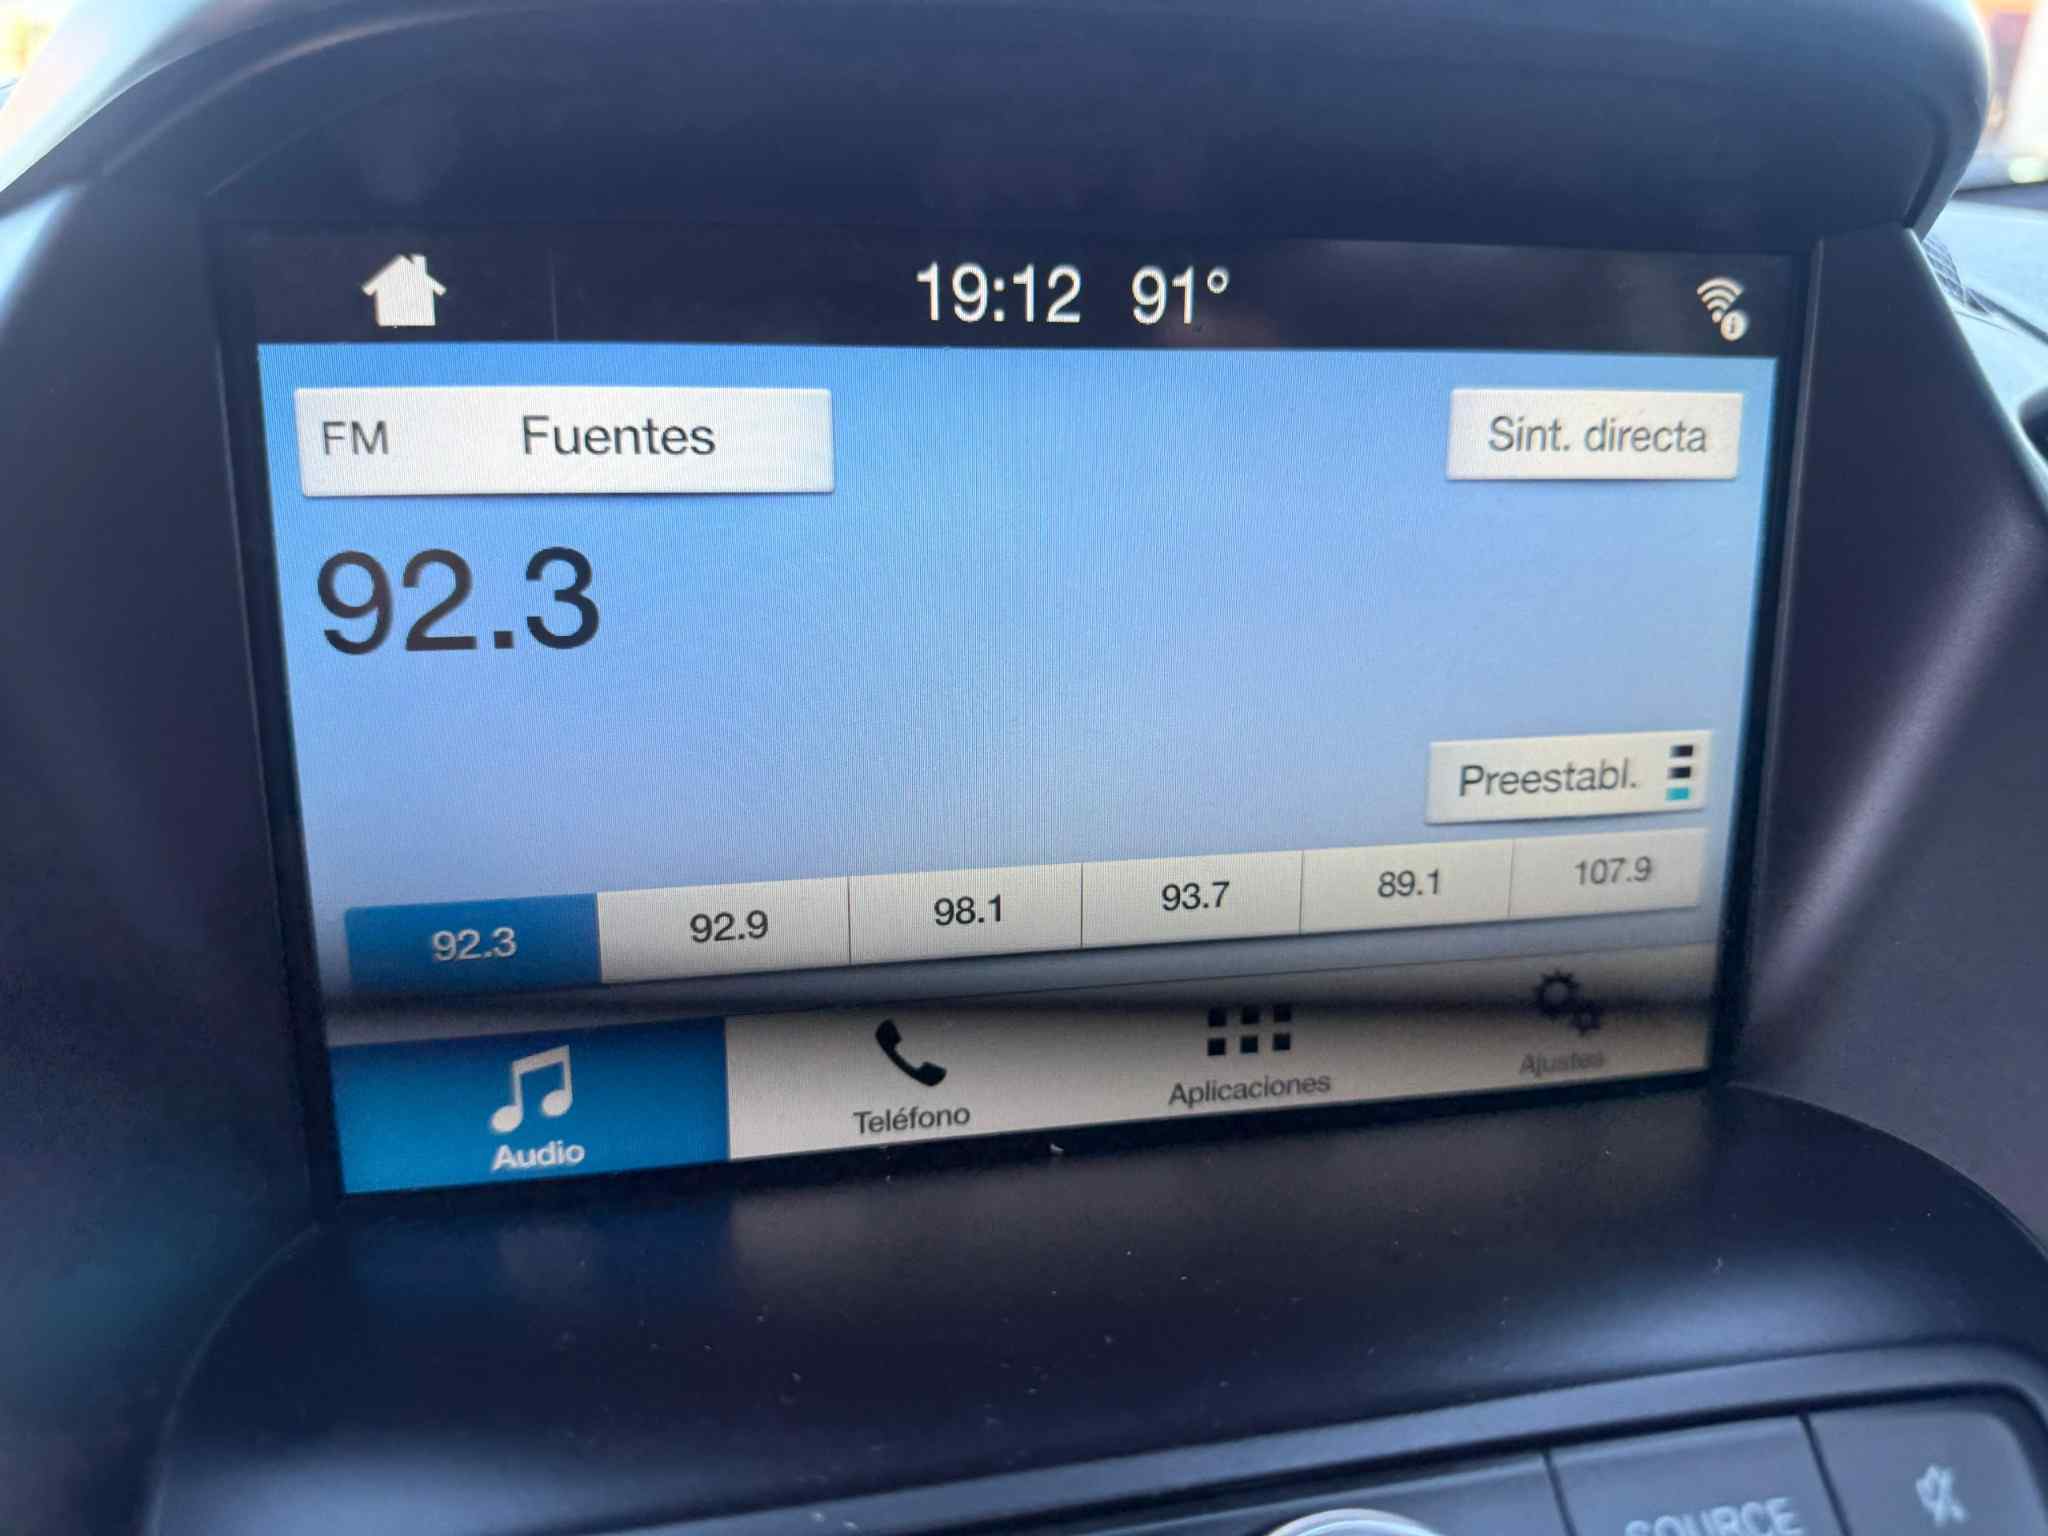 19:12 91°
FM Fuentes
Sint. directa
92.3
Preestabl.
92.3 92.9 98.1 93.7 89.1 107.9
Audio Teléfono Aplicaciones Ajustes
SOURCE